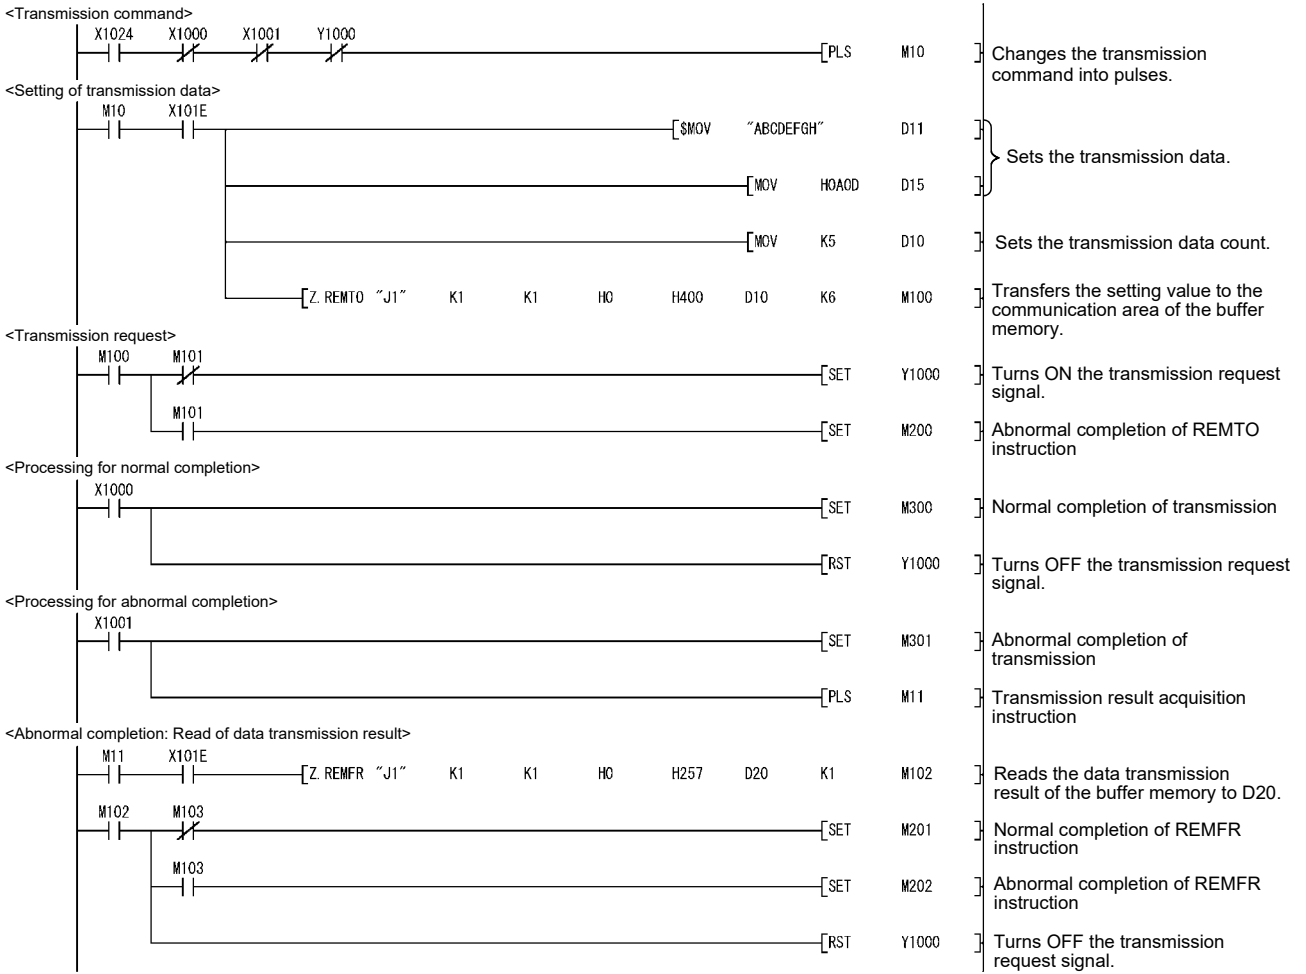 <Transmission command>
X1024 X1000 X1001 Y1000
PLS M10
Changes the transmission
command into pulses.
<Setting of transmission data>
M10 X101E
$MOV "ABCDEFGH" D11
Sets the transmission data.
MOV H0A0D D15
MOV K5 D10
Sets the transmission data count.
Z.REMTO "J1" K1 K1 H0 H400 D10 K6 M100
Transfers the setting value to the
communication area of the buffer
memory.
<Transmission request>
M100 M101
SET Y1000
Turns ON the transmission request
signal.
M101
SET M200
Abnormal completion of REMTO
instruction
<Processing for normal completion>
X1000
SET M300
Normal completion of transmission
RST Y1000
Turns OFF the transmission request
signal.
<Processing for abnormal completion>
X1001
SET M301
Abnormal completion of
transmission
PLS M11
Transmission result acquisition
instruction
<Abnormal completion: Read of data transmission result>
M11 X101E
Z.REMFR "J1" K1 K1 H0 H257 D20 K1 M102
Reads the data transmission
result of the buffer memory to D20.
M102 M103
SET M201
Normal completion of REMFR
instruction
M103
SET M202
Abnormal completion of REMFR
instruction
RST Y1000
Turns OFF the transmission
request signal.